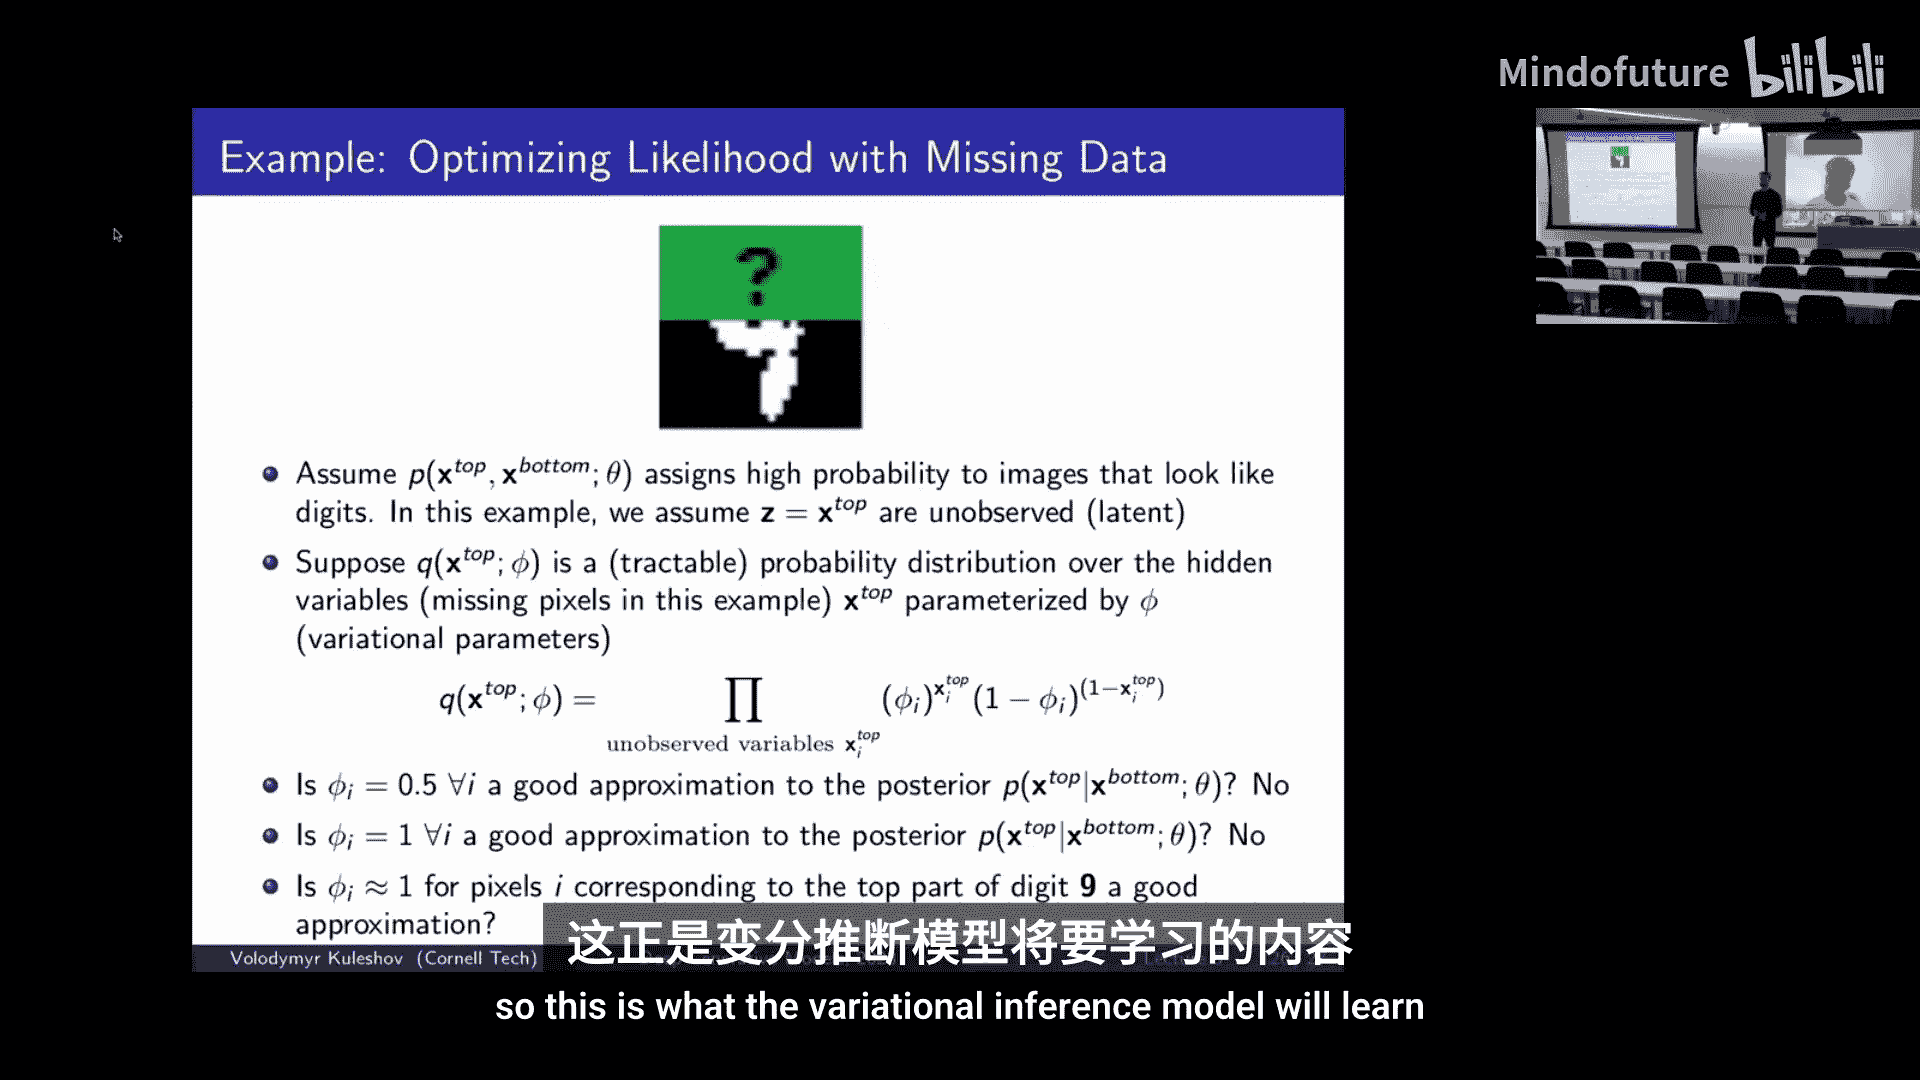 Mindofuture bilibili
Example: Optimizing Likelihood with Missing Data
?
Assume p(x^top, x^bottom; θ) assigns high probability to images that look like
digits. In this example, we assume z = x^top are unobserved (latent)
Suppose q(x^top; ϕ) is a (tractable) probability distribution over the hidden
variables (missing pixels in this example) x^top parameterized by ϕ
(variational parameters)
q(x^top; ϕ) = ∏ (ϕ_i)^{x_i^top} (1 − ϕ_i)^{(1−x_i^top)}
unobserved variables x_i^top
Is ϕ_i = 0.5 ∀i a good approximation to the posterior p(x^top|x^bottom; θ)? No
Is ϕ_i = 1 ∀i a good approximation to the posterior p(x^top|x^bottom; θ)? No
Is ϕ_i ≈ 1 for pixels i corresponding to the top part of digit 9 a good
approximation?
Volodymyr Kuleshov (Cornell Tech)
这正是变分推断模型将要学习的内容
so this is what the variational inference model will learn